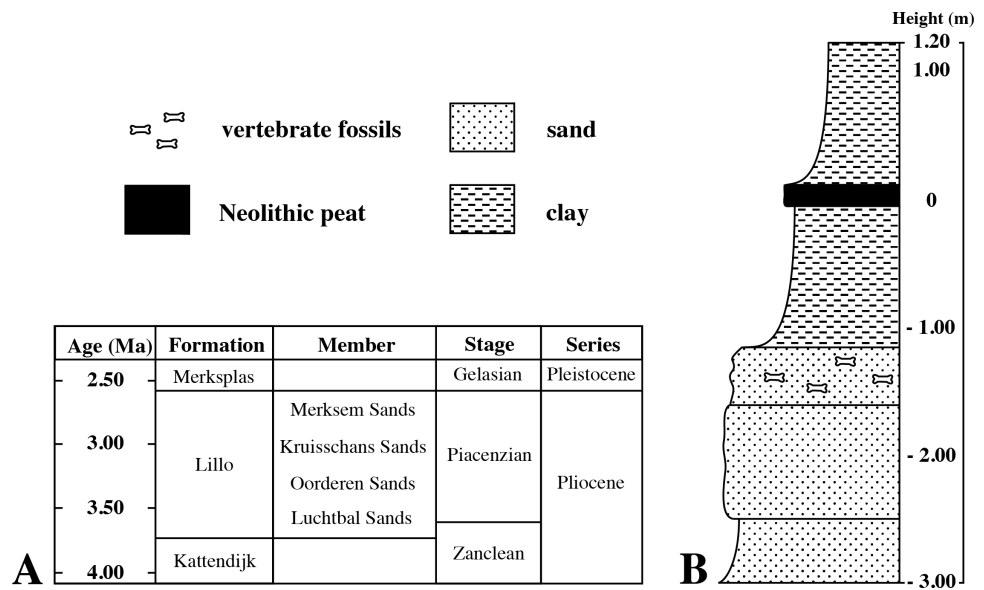 Height (m)
1.20
1.00
0
- 1.00
- 2.00
- 3.00
vertebrate fossils
sand
Neolithic peat
clay
Age (Ma) Formation Member Stage Series
2.50 Merksplas Gelasian Pleistocene
Merksem Sands
3.00 Kruisschans Sands
Lillo Piacenzian
Oorderen Sands Pliocene
3.50 Luchtbal Sands
Kattendijk Zanclean
4.00
A
B